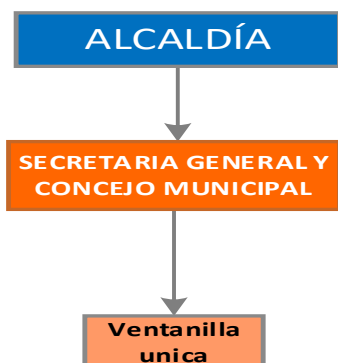 ALCALDÍA
SECRETARIA GENERAL Y
CONCEJO MUNICIPAL
Ventanilla
unica